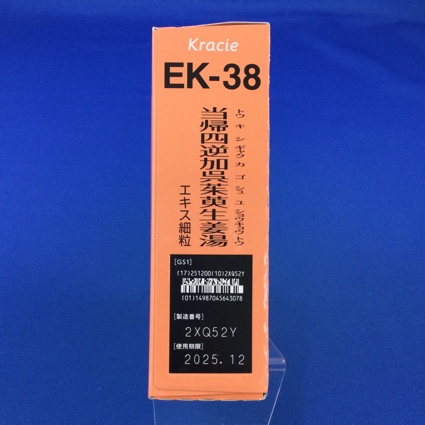 Kracie
EK-38
当帰四逆加呉茱萸生姜湯
トウキシギャクカゴシュユショウキョウトウ
エキス細粒
[GS1]
(17)251200(10)2XQ52Y
(01)14987045643078
[製造番号]
2XQ52Y
[使用期限]
2025.12